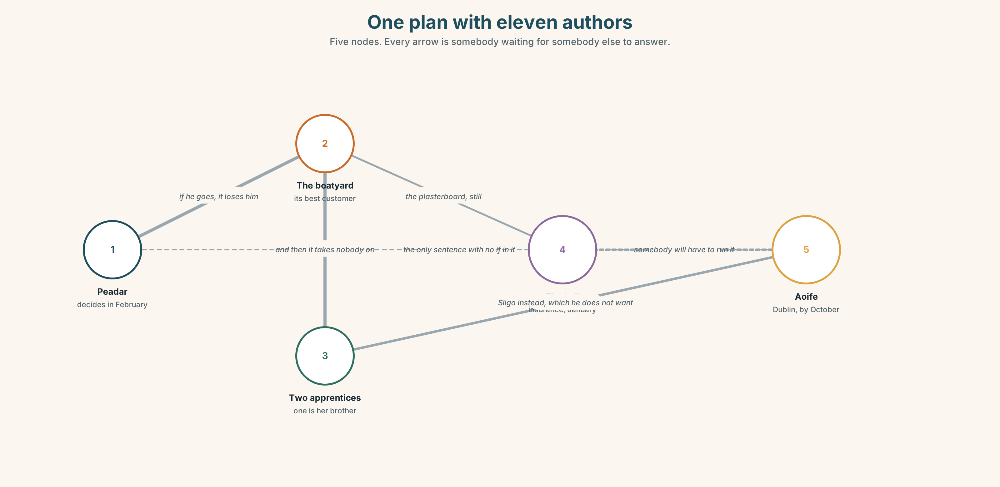 One plan with eleven authors
Five nodes. Every arrow is somebody waiting for somebody else to answer.
2
The boatyard
its best customer
if he goes, it loses him
the plasterboard, still
1
and then it takes nobody on
the only sentence with no if in it
4
somebody will have to run it
5
Peadar
decides in February
Sligo instead, which he does not want
insurance, January
Aoife
Dublin, by October
3
Two apprentices
one is her brother